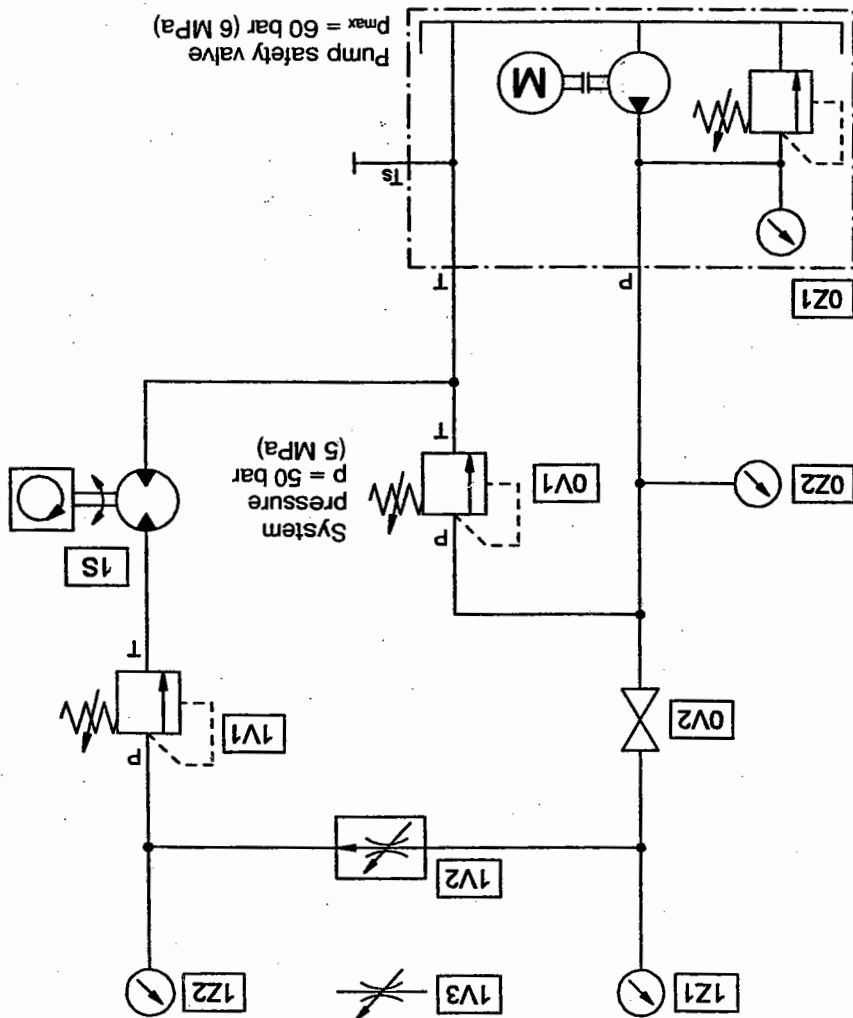 1Z1
1V3
1Z2
1V2
P
1V1
0V2
T
1S
P
System
pressure
p = 50 bar
(5 MPa)
0Z2
0V1
T
0Z1
P
T
Ts
M
Pump safety valve
pmax = 60 bar (6 MPa)